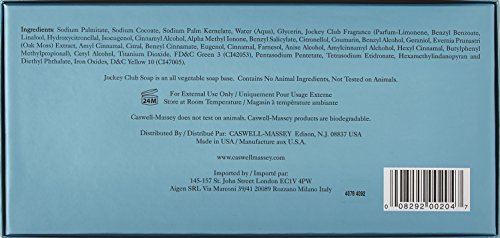 Ingredients: Sodium Palmitate, Sodium Cocoate, Sodium Palm Kernelate, Water (Aqua), Glycerin, Jockey Club Fragrance (Parfum-Limonene, Benzyl Benzoate,
Linalool, Hydroxycitronellal, Isoeugenol, Cinnamyl Alcohol, Alpha Methyl Ionone, Benzyl Salicylate, Citronellol, Coumarin, Benzyl Alcohol, Geraniol, Evernia Prunastri
(Oak Moss) Extract, Amyl Cinnamal, Citral, Benzyl Cinnamate, Eugenol, Cinnamal, Farnesol, Anise Alcohol, Amylcinnamyl Alcohol, Hexyl Cinnamal, Butylphenyl
Methylpropional), Cetyl Alcohol, Titanium Dioxide, FD&C Green 3 (CI42053), Pentasodium Pentetate, Tetrasodium Etidronate, Hexamethylindanopyran and
Diethyl Phthalate, Iron Oxides, D&C Yellow 10 (CI47005).
Jockey Club Soap is an all vegetable soap base. Contains No Animal Ingredients, Not Tested on Animals.
24M
For External Use Only / Uniquement Pour Usage Externe
Store at Room Temperature / Magasin à température ambiante
Caswell-Massey does not test on animals. Caswell-Massey products are biodegradable.
Distributed By / Distribué Par: CASWELL-MASSEY Edison, N.J. 08837 USA
Made in USA / Manufacture aux U.S.A.
www.caswellmassey.com
Imported by / Importé par:
145-157 St. John Street London EC1V 4PW
Aigen SRL Via Marconi 39/41 20089 Rozzano Milano Italy
4079 4092
0 08292 00204 7